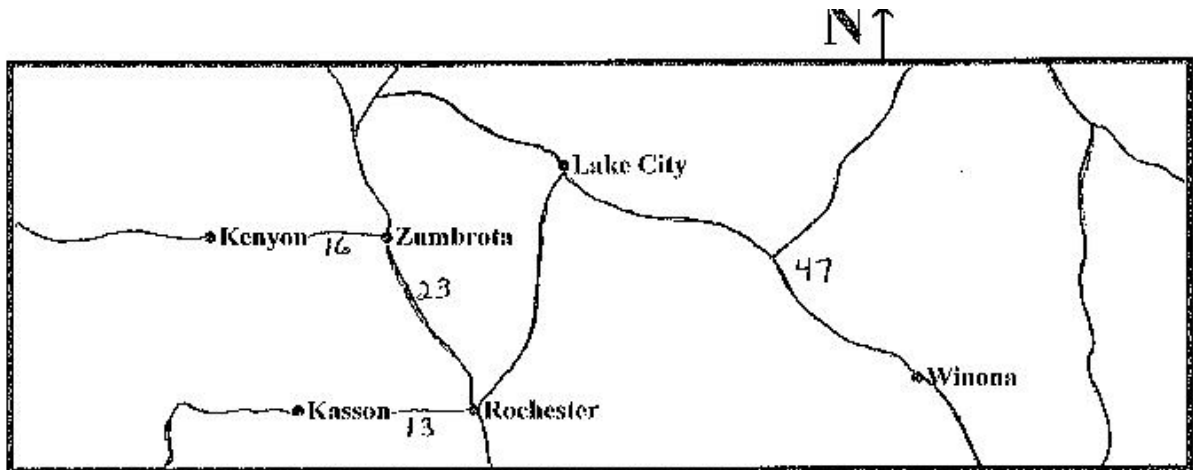 N
Lake City
Kenyon 16 Zumbrota
23
47
Winona
Kasson 13 Rochester